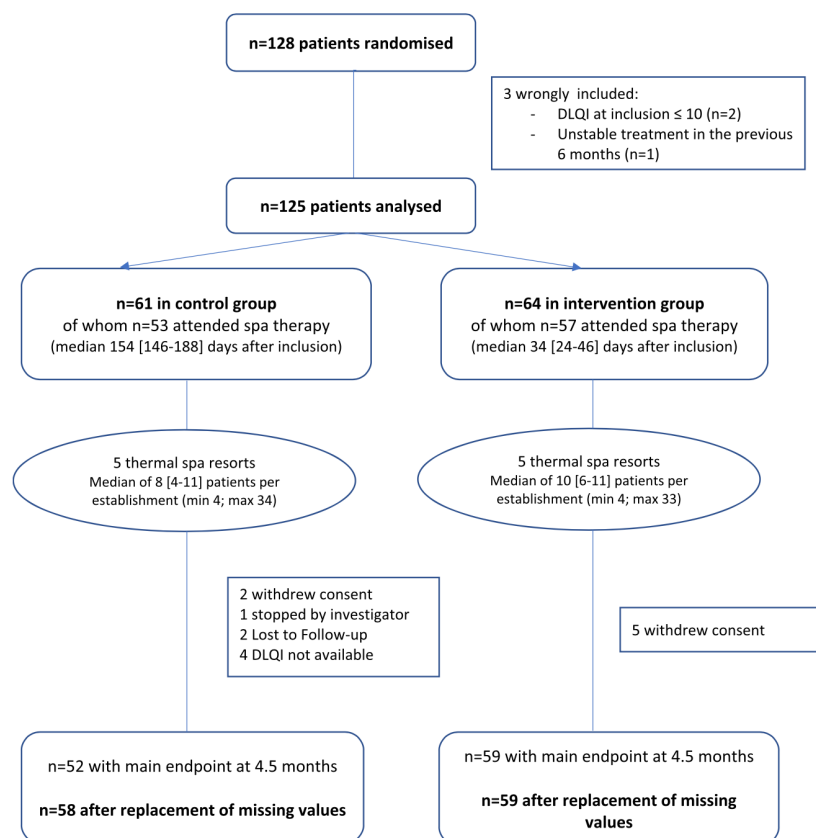 n=128 patients randomised
3 wrongly included:
- DLQI at inclusion ≤ 10 (n=2)
- Unstable treatment in the previous
6 months (n=1)
n=125 patients analysed
n=61 in control group
of whom n=53 attended spa therapy
(median 154 [146-188] days after inclusion)
n=64 in intervention group
of whom n=57 attended spa therapy
(median 34 [24-46] days after inclusion)
5 thermal spa resorts
Median of 8 [4-11] patients per
establishment (min 4; max 34)
5 thermal spa resorts
Median of 10 [6-11] patients per
establishment (min 4; max 33)
2 withdrew consent
1 stopped by investigator
2 Lost to Follow-up
4 DLQI not available
5 withdrew consent
n=52 with main endpoint at 4.5 months
n=58 after replacement of missing values
n=59 with main endpoint at 4.5 months
n=59 after replacement of missing
values